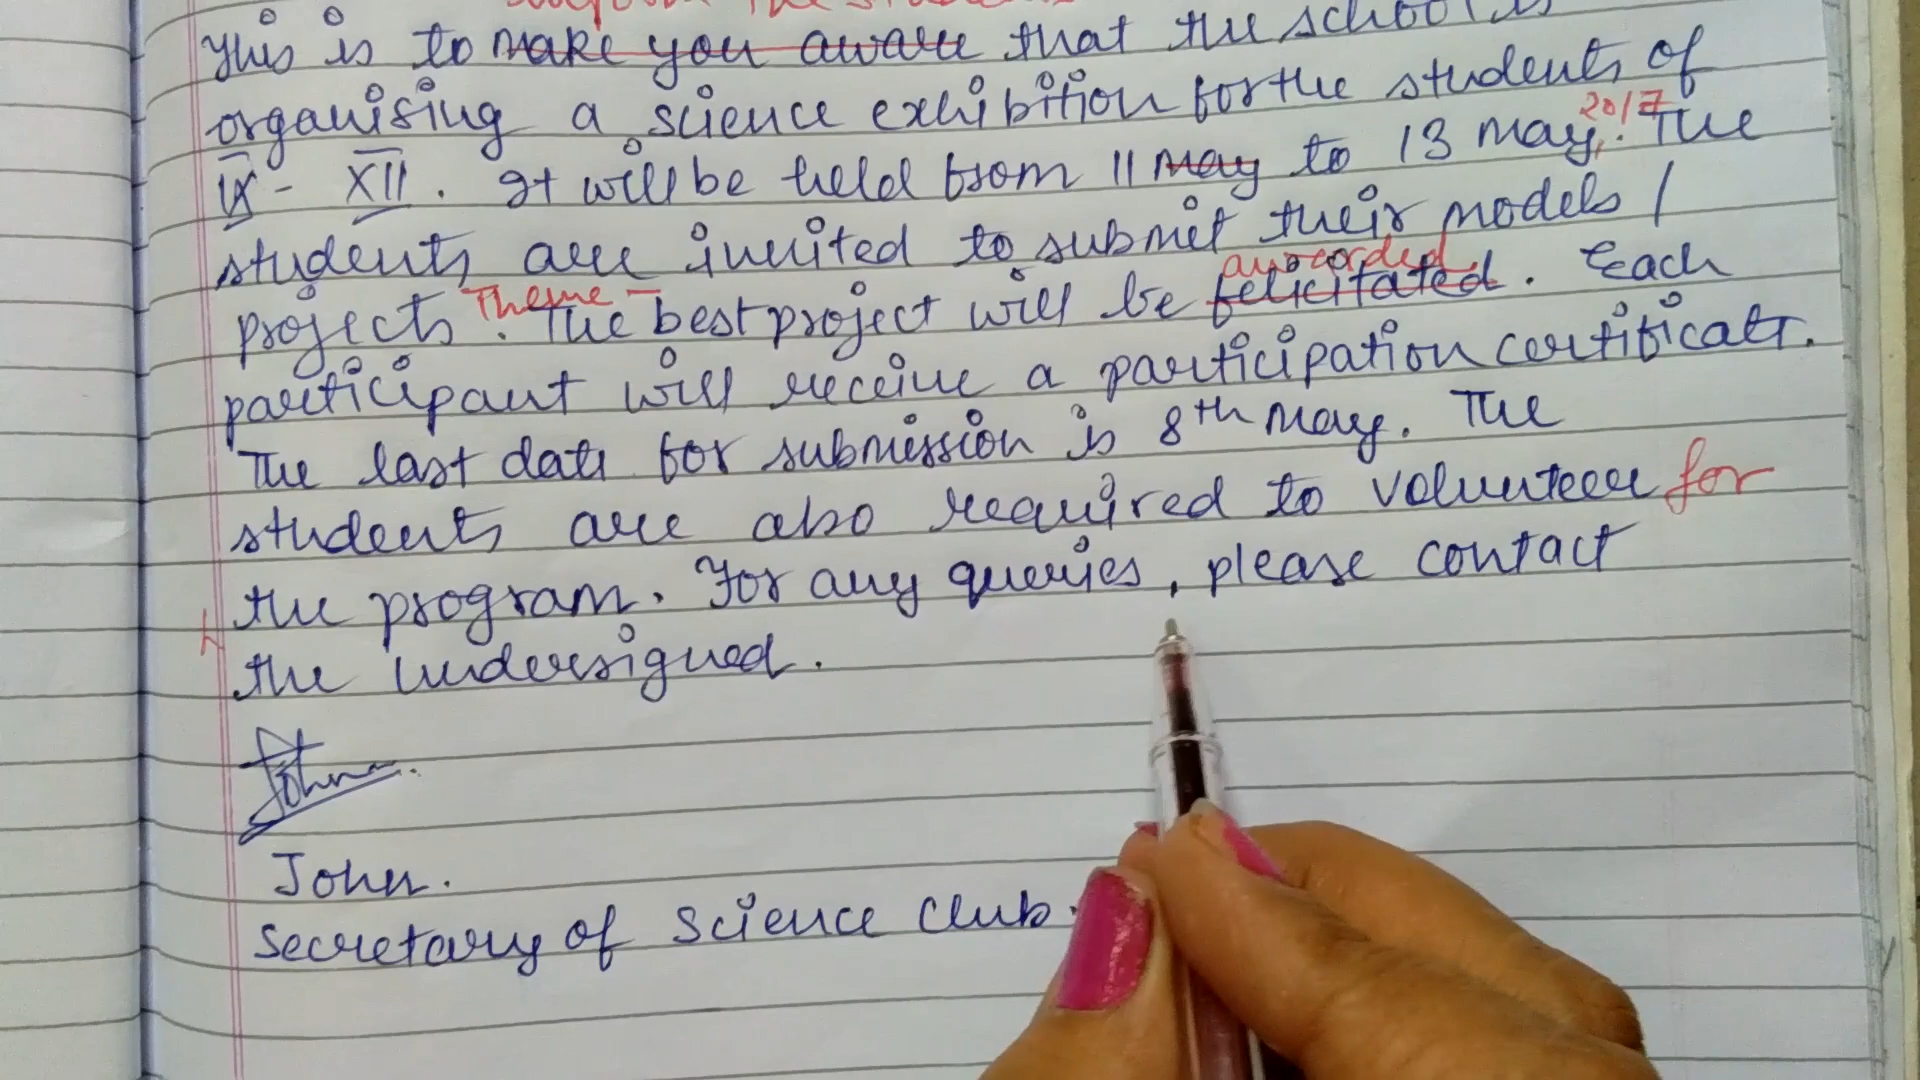 This is to make you aware that the school is
organising a science exhibition for the students of
2017
IX - XII. It will be held from 11 May to 13 May, . The
students are invited to submit their models /
awarded
projects. Theme - The best project will be felicitated. Each
participant will receive a participation certificate.
The last date for submission is 8th May. The
students are also required to volunteer for
the program. For any queries, please contact
the undersigned.
John
John.
Secretary of Science Club.